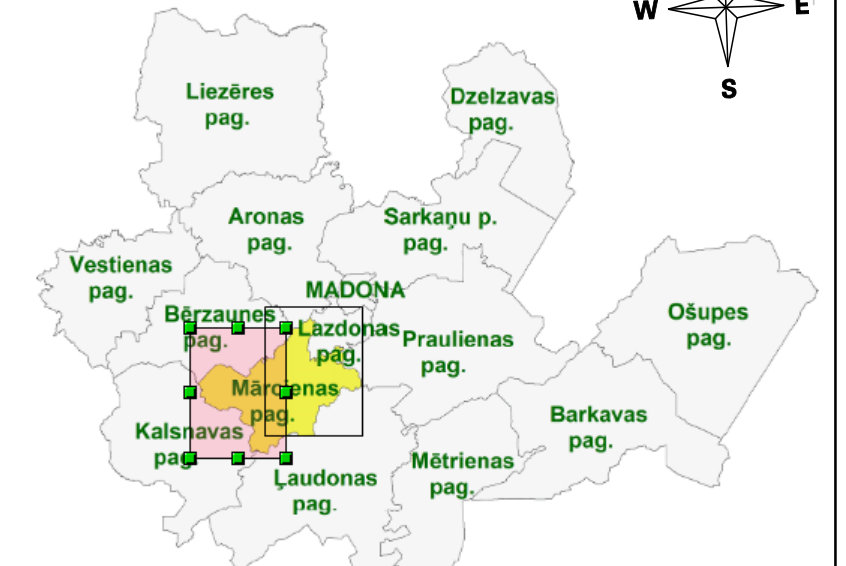 W
E
S
Liezēres
pag.
Dzelzavas
pag.
Aronas
pag.
Sarkaņu p.
pag.
Vestienas
pag.
MADONA
Bērzaunes
pag.
Lazdonas
pag.
Praulienas
pag.
Ošupes
pag.
Mārcienas
pag.
Kalsnavas
pag
Barkavas
pag.
Mētrienas
pag.
Ļaudonas
pag.